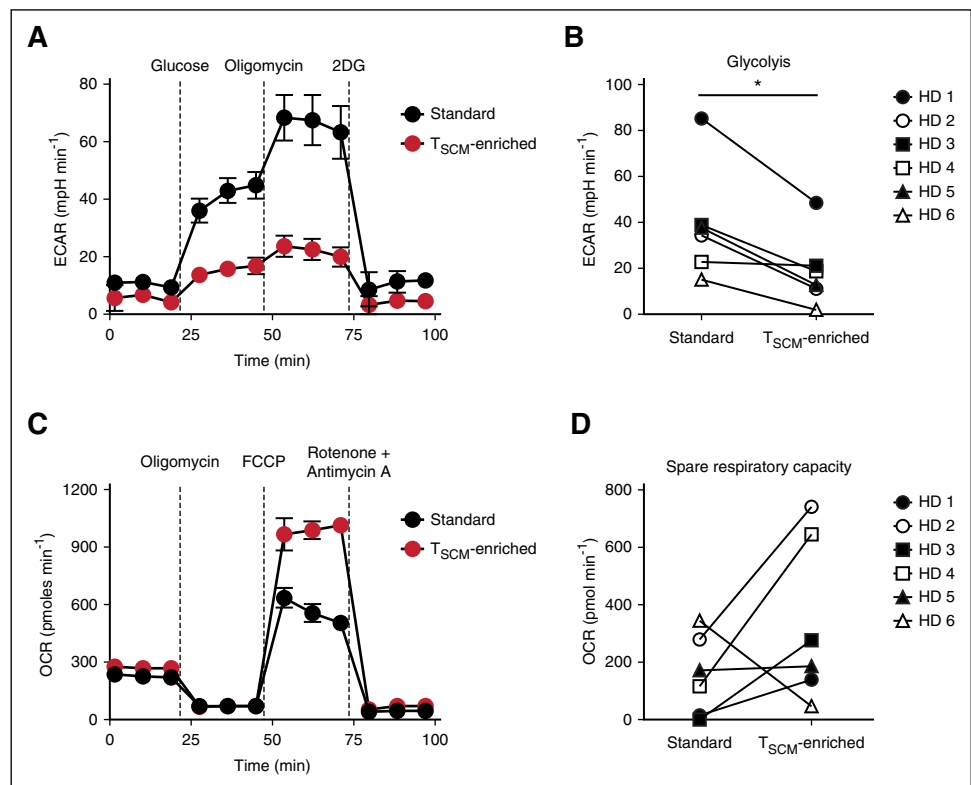 A
Glucose Oligomycin 2DG
80
60
40
20
0
ECAR (mpH min⁻¹)
0 25 50 75 100
Time (min)
Standard
T_SCM-enriched
B
Glycolyis
*
100
80
60
40
20
0
ECAR (mpH min⁻¹)
Standard T_SCM-enriched
HD 1
HD 2
HD 3
HD 4
HD 5
HD 6
C
Oligomycin FCCP Rotenone +
Antimycin A
1200
900
600
300
0
OCR (pmoles min⁻¹)
0 25 50 75 100
Time (min)
Standard
T_SCM-enriched
D
Spare respiratory capacity
800
600
400
200
0
OCR (pmol min⁻¹)
Standard T_SCM-enriched
HD 1
HD 2
HD 3
HD 4
HD 5
HD 6